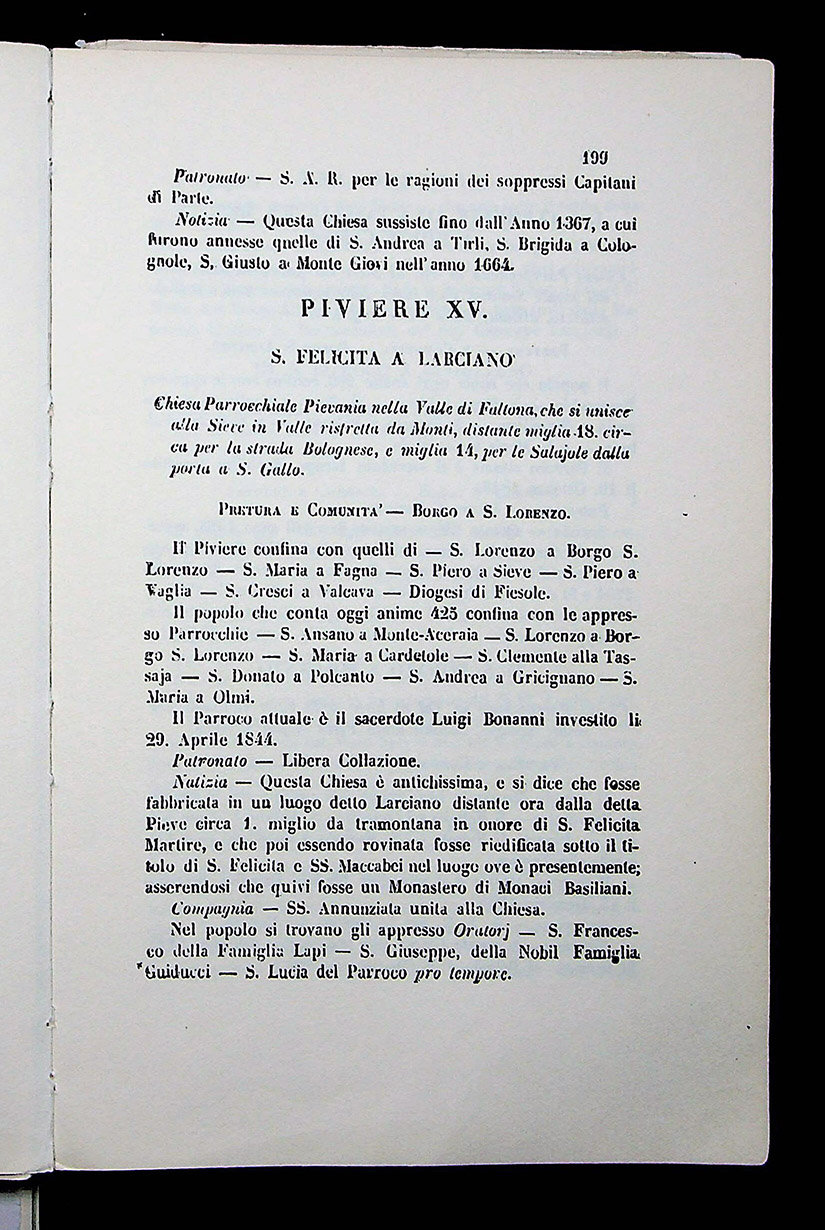 199
Patronato — S. A. R. per le ragioni dei soppressi Capitani
di Parte.
Notizia — Questa Chiesa sussiste fino dall'Anno 1367, a cui
furono annesse quelle di S. Andrea a Tirli, S. Brigida a Colo-
gnole, S. Giusto a Monte Giovi nell'anno 1664.
PIVIERE XV.
S. FELICITA A LARCIANO
Chiesa Parrocchiale Pievania nella Valle di Faltona, che si unisce
alla Sieve in Valle ristretta da Monti, distante miglia 18. cir-
ca per la strada Bolognese, e miglia 14, per le Salajole dalla
porta a S. Gallo.
PRETURA E COMUNITA' — BORGO A S. LORENZO.
Il Piviere confina con quelli di — S. Lorenzo a Borgo S.
Lorenzo — S. Maria a Fagna — S. Piero a Sieve — S. Piero a
Vaglia — S. Cresci a Valcava — Diogesi di Fiesole.
Il popolo che conta oggi anime 425 confina con le appres-
so Parrocchie — S. Ansano a Monte-Aceraia — S. Lorenzo a Bor-
go S. Lorenzo — S. Maria a Cardetole — S. Clemente alla Tas-
saja — S. Donato a Polcanto — S. Andrea a Gricignano — S.
Maria a Olmi.
Il Parroco attuale è il sacerdote Luigi Bonanni investito li
29. Aprile 1844.
Patronato — Libera Collazione.
Natizia — Questa Chiesa è antichissima, e si dice che fosse
fabbricata in un luogo detto Larciano distante ora dalla detta
Pieve circa 1. miglio da tramontana in onore di S. Felicita
Martire, e che poi essendo rovinata fosse riedificata sotto il ti-
tolo di S. Felicita e SS. Maccabei nel luogo ove è presentemente;
asserendosi che quivi fosse un Monastero di Monaci Basiliani.
Compagnia — SS. Annunziata unita alla Chiesa.
Nel popolo si trovano gli appresso Oratorj — S. Frances-
co della Famiglia Lapi — S. Giuseppe, della Nobil Famiglia
Guiducci — S. Lucia del Parroco pro tempore.